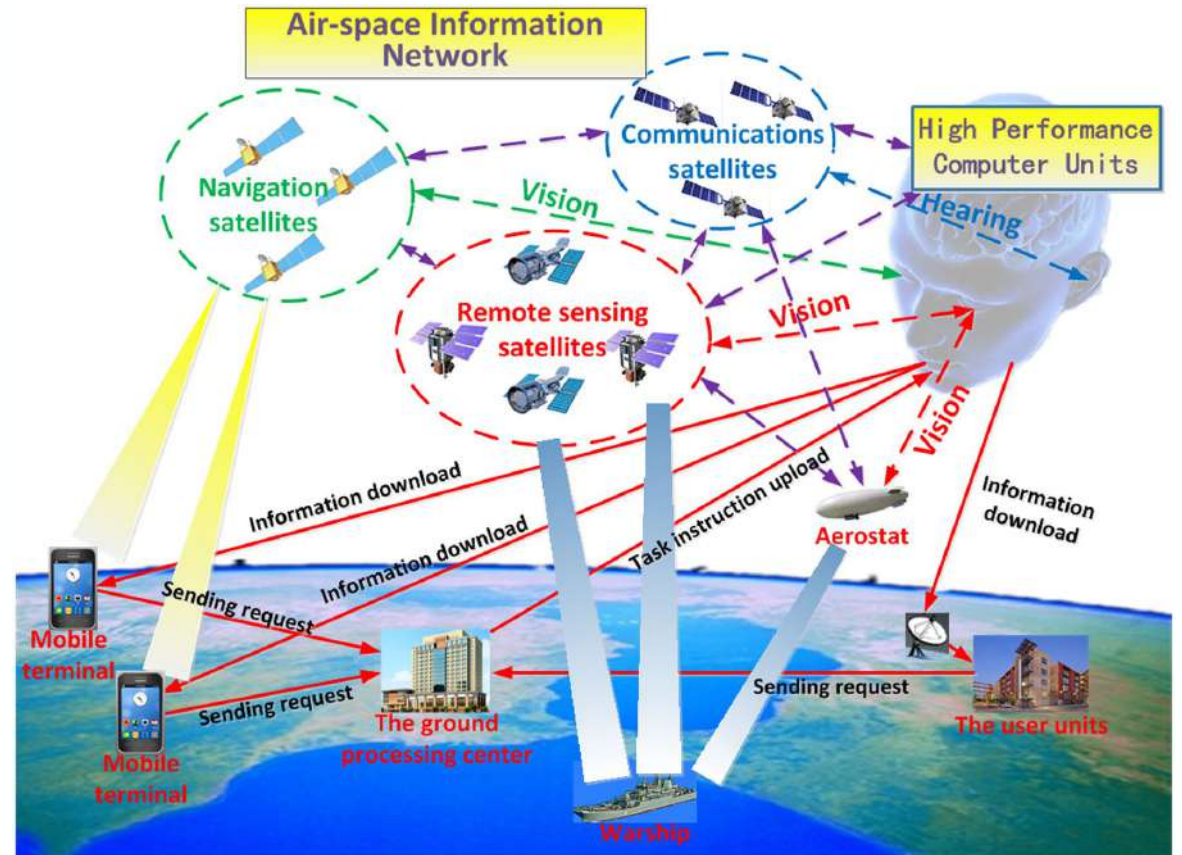 Air-space Information
Network
Communications
satellites
High Performance
Computer Units
Navigation
satellites
Vision
Hearing
Remote sensing
satellites
Vision
Vision
Information download
Information download
Task instruction upload
Information
download
Aerostat
Sending request
Mobile
terminal
Sending request
The ground
processing center
Sending request
The user units
Mobile
terminal
Warship